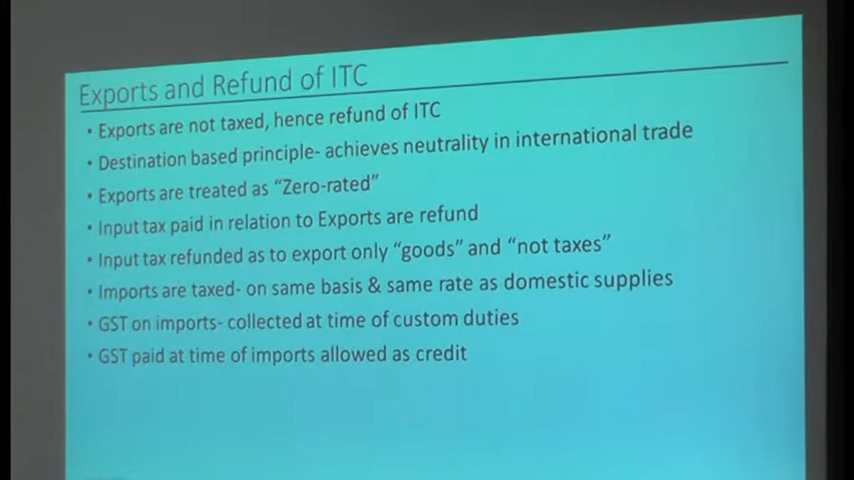 Exports and Refund of ITC
• Exports are not taxed, hence refund of ITC
• Destination based principle- achieves neutrality in international trade
• Exports are treated as "Zero-rated"
• Input tax paid in relation to Exports are refund
• Input tax refunded as to export only "goods" and "not taxes"
• Imports are taxed- on same basis & same rate as domestic supplies
• GST on imports- collected at time of custom duties
• GST paid at time of imports allowed as credit